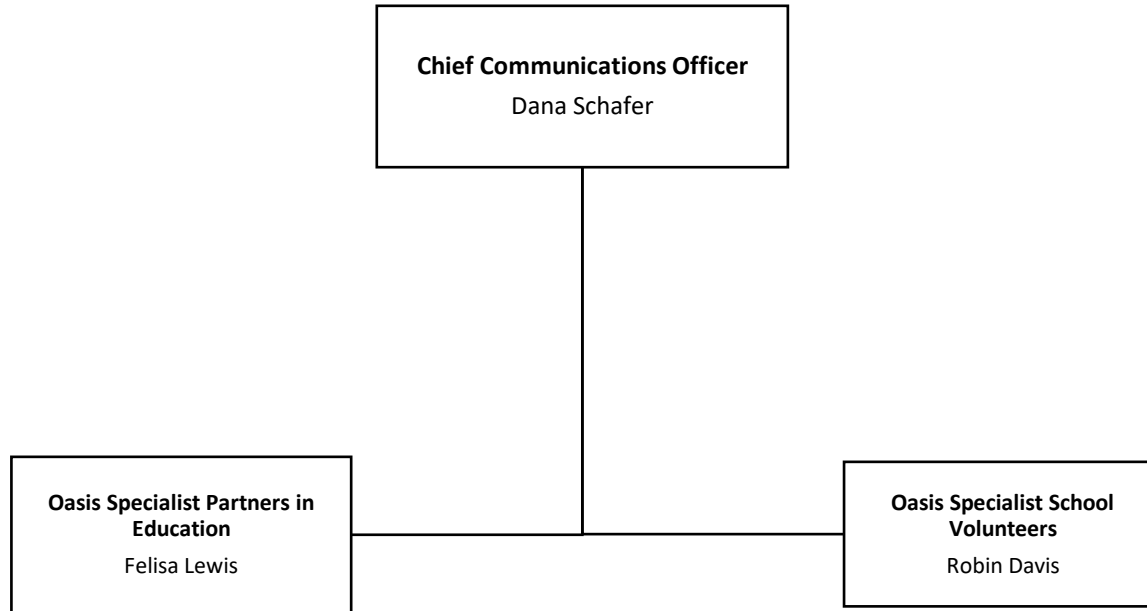 Chief Communications Officer
Dana Schafer
Oasis Specialist Partners in
Education
Felisa Lewis
Oasis Specialist School
Volunteers
Robin Davis